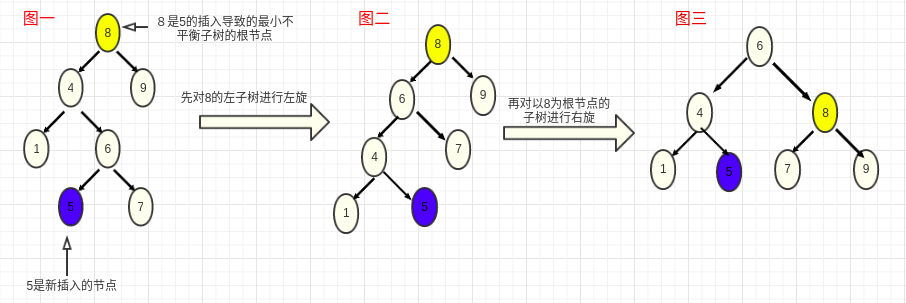 图一
8 是5的插入导致的最小不
平衡子树的根节点
8
4
9
1
6
5
7
5是新插入的节点
先对8的左子树进行左旋
图二
8
6
9
4
7
1
5
再对以8为根节点的
子树进行右旋
图三
6
4
8
1
5
7
9